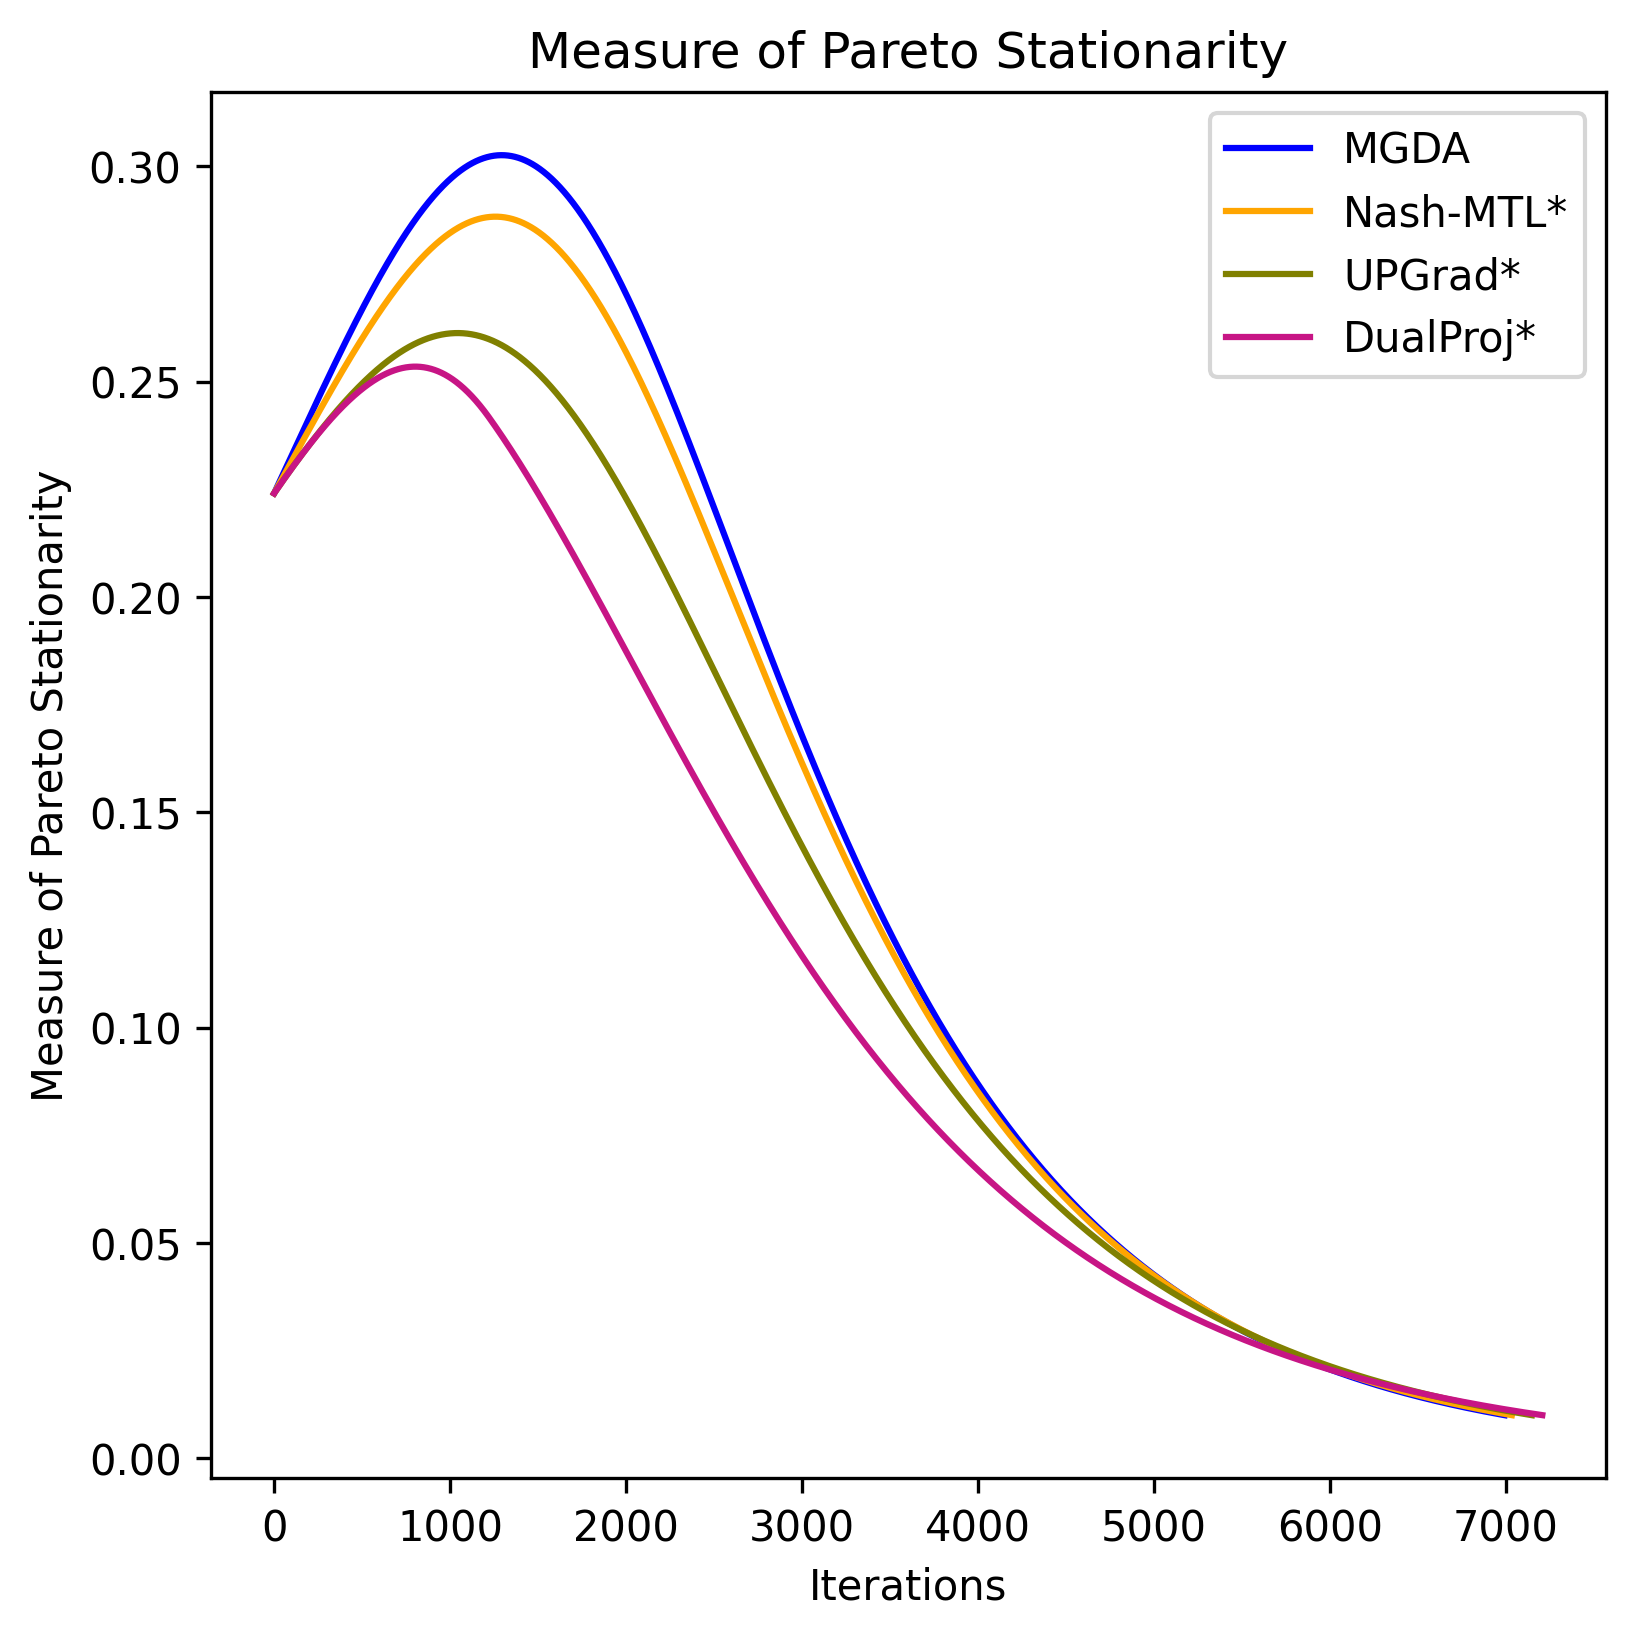 Measure of Pareto Stationarity
MGDA
Nash-MTL*
UPGrad*
DualProj*
Measure of Pareto Stationarity
0.30
0.25
0.20
0.15
0.10
0.05
0.00
0 1000 2000 3000 4000 5000 6000 7000
Iterations